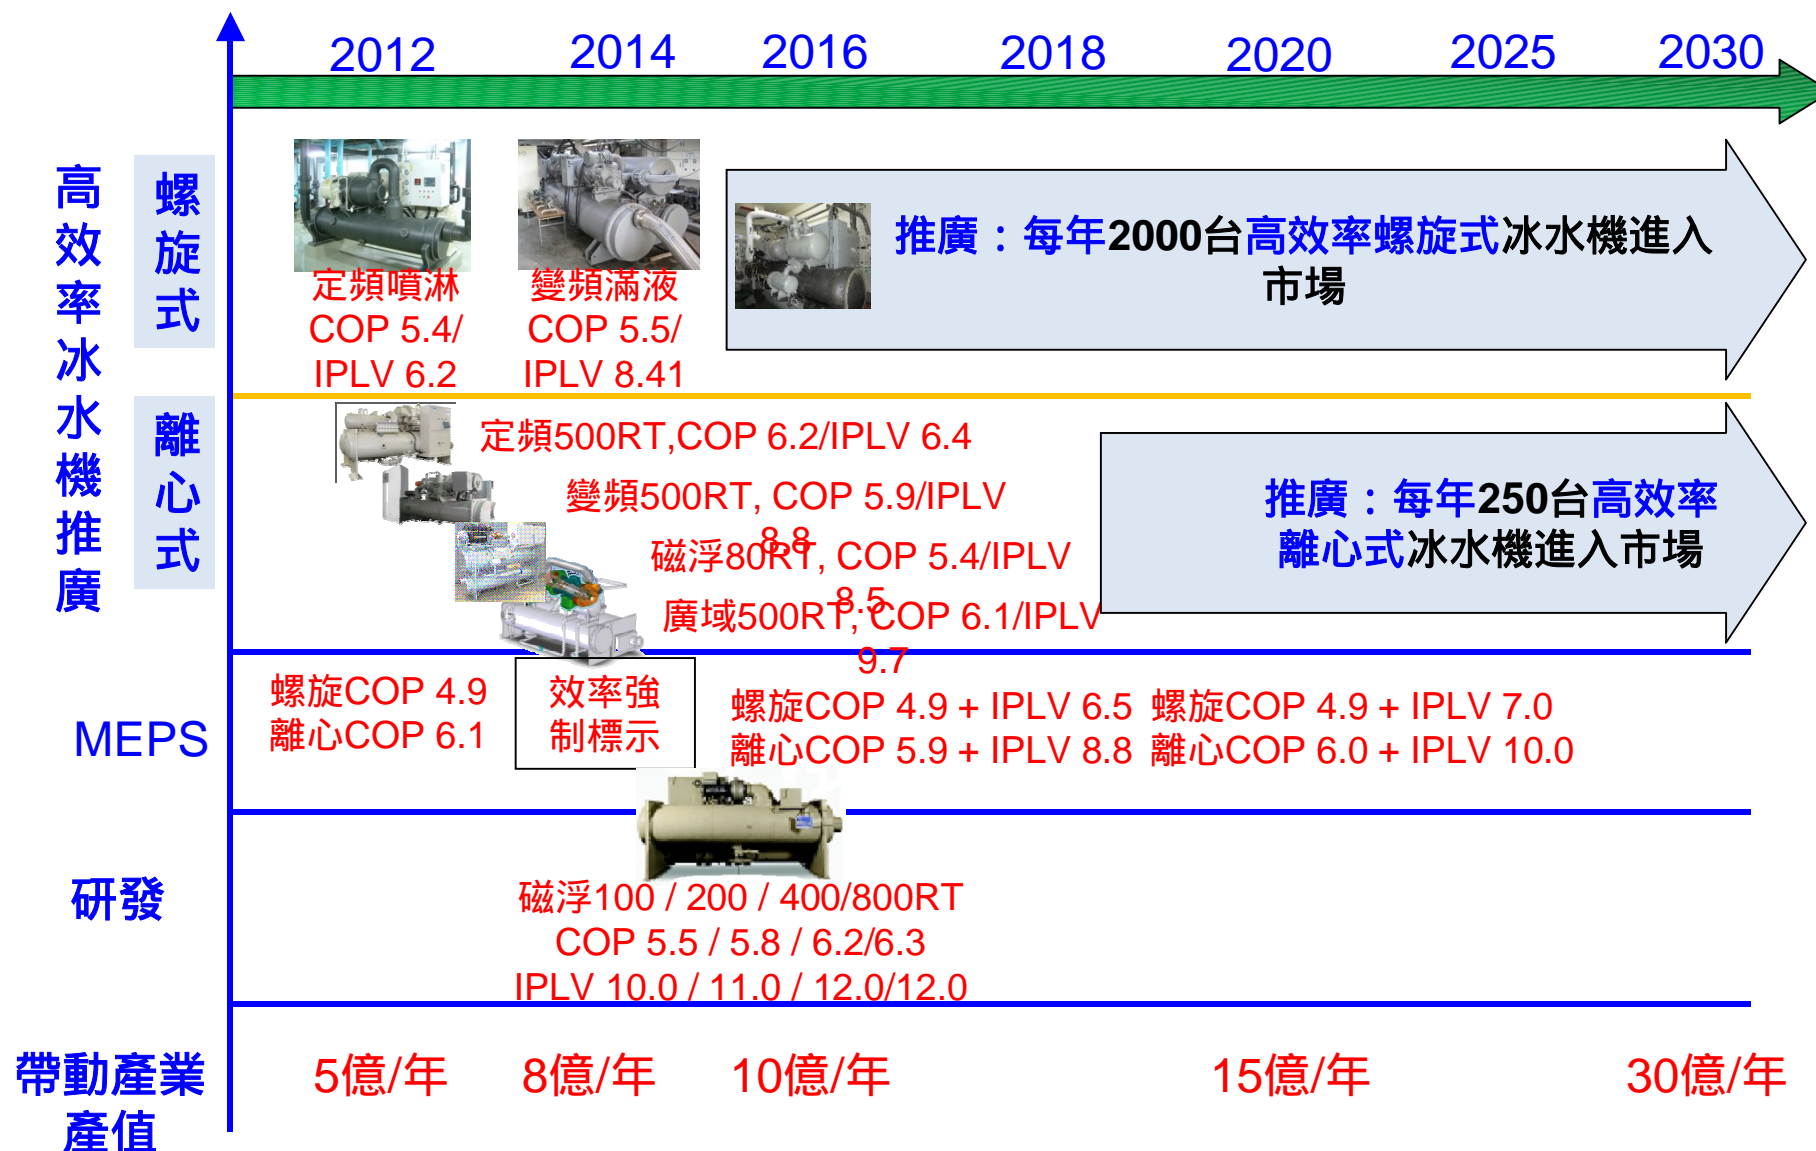 2012
2014
2016
2018
2020
2025
2030
高效率冰水機推廣
螺旋式
定頻噴淋
COP 5.4/
IPLV 6.2
變頻滿液
COP 5.5/
IPLV 8.41
推廣：每年2000台高效率螺旋式冰水機進入
市場
離心式
定頻500RT,COP 6.2/IPLV 6.4
變頻500RT, COP 5.9/IPLV
8.8
磁浮80RT, COP 5.4/IPLV
8.5
廣域500RT, COP 6.1/IPLV
9.7
推廣：每年250台高效率
離心式冰水機進入市場
MEPS
螺旋COP 4.9
離心COP 6.1
效率強
制標示
螺旋COP 4.9 + IPLV 6.5
離心COP 5.9 + IPLV 8.8
螺旋COP 4.9 + IPLV 7.0
離心COP 6.0 + IPLV 10.0
研發
磁浮100 / 200 / 400/800RT
COP 5.5 / 5.8 / 6.2/6.3
IPLV 10.0 / 11.0 / 12.0/12.0
帶動產業
產值
5億/年
8億/年
10億/年
15億/年
30億/年